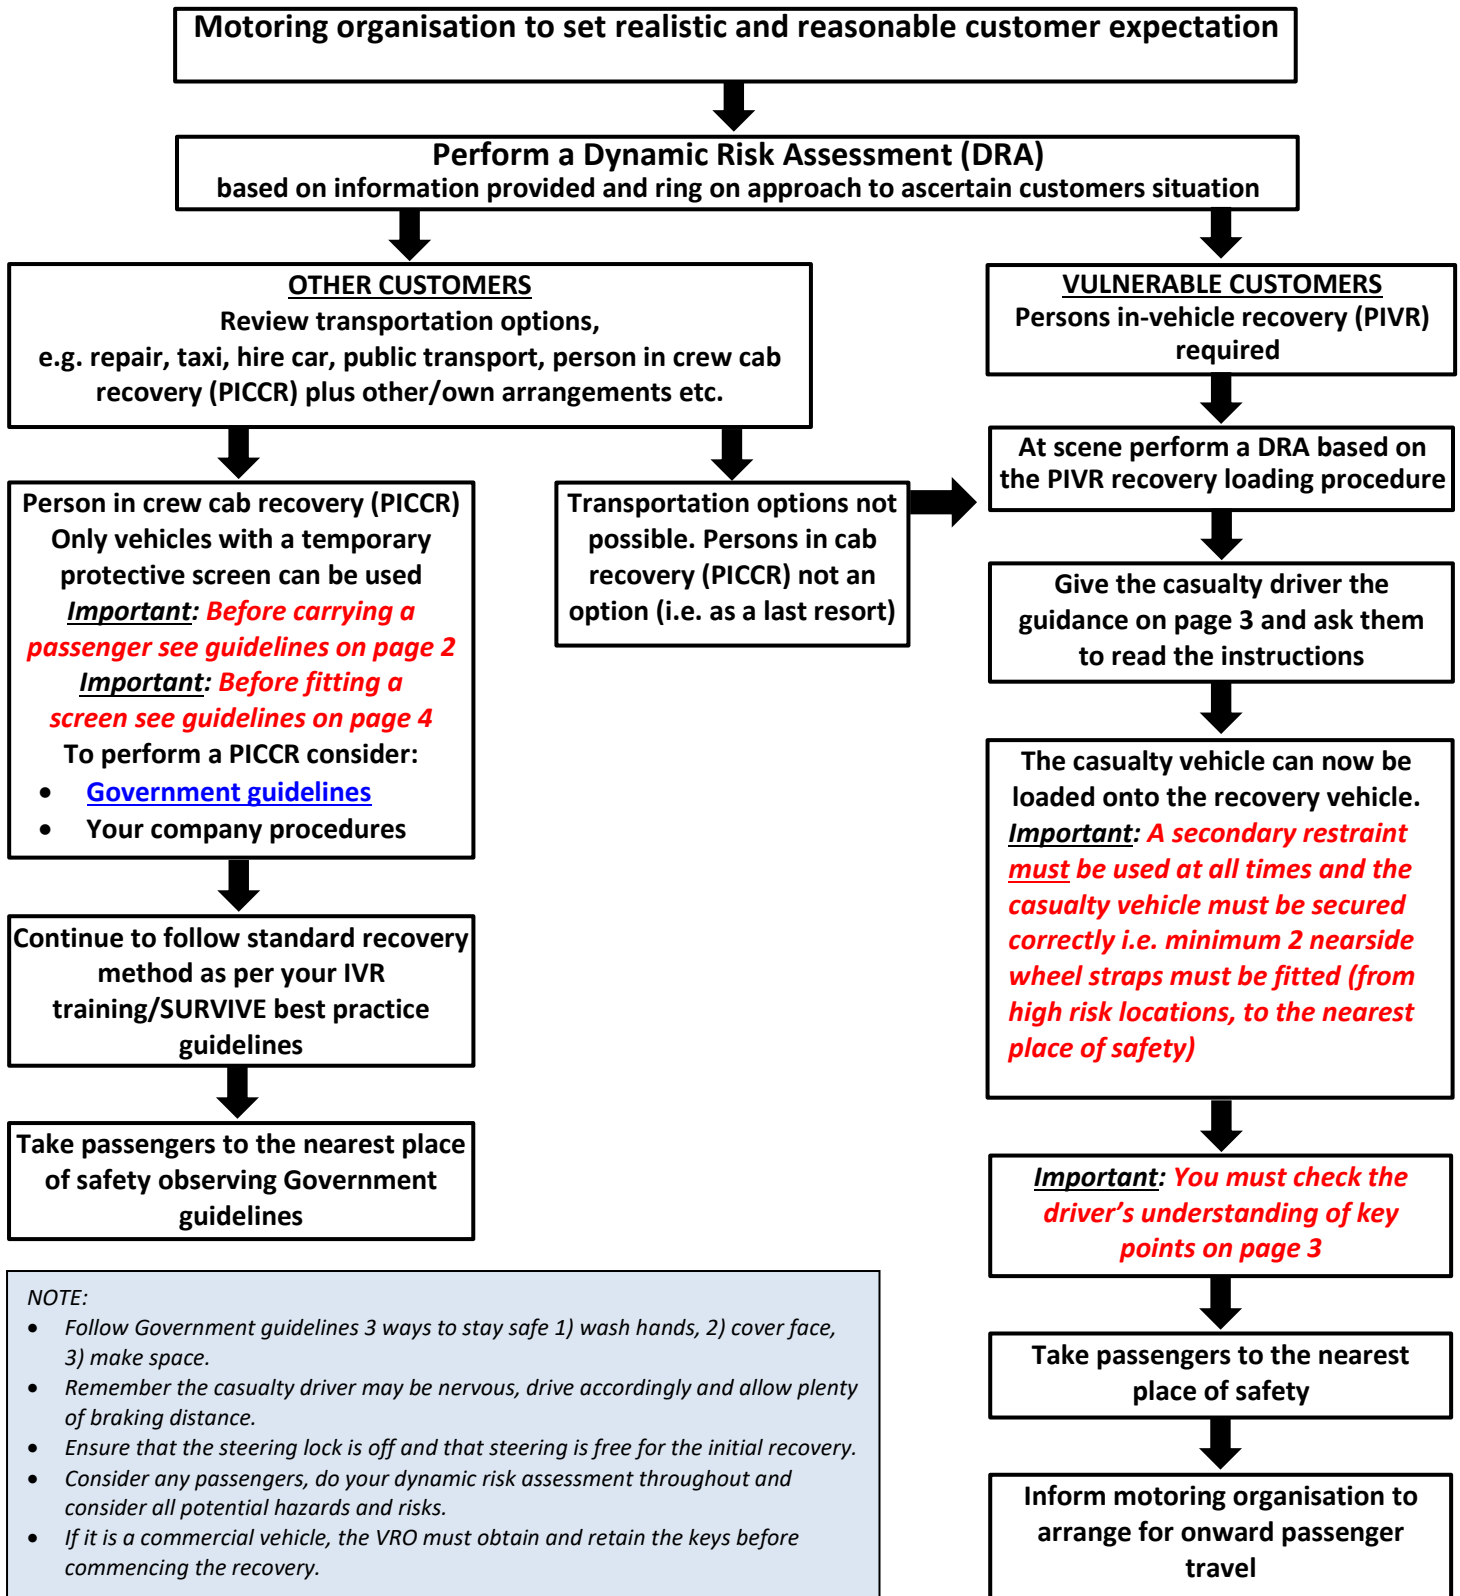 Motoring organisation to set realistic and reasonable customer expectation
Perform a Dynamic Risk Assessment (DRA)
based on information provided and ring on approach to ascertain customers situation
OTHER CUSTOMERS
Review transportation options,
e.g. repair, taxi, hire car, public transport, person in crew cab
recovery (PICCR) plus other/own arrangements etc.
VULNERABLE CUSTOMERS
Persons in-vehicle recovery (PIVR)
required
Person in crew cab recovery (PICCR)
Only vehicles with a temporary
protective screen can be used
Important: Before carrying a
passenger see guidelines on page 2
Important: Before fitting a
screen see guidelines on page 4
To perform a PICCR consider:
• Government guidelines
• Your company procedures
Transportation options not
possible. Persons in cab
recovery (PICCR) not an
option (i.e. as a last resort)
At scene perform a DRA based on
the PIVR recovery loading procedure
Give the casualty driver the
guidance on page 3 and ask them
to read the instructions
The casualty vehicle can now be
loaded onto the recovery vehicle.
Important: A secondary restraint
must be used at all times and the
casualty vehicle must be secured
correctly i.e. minimum 2 nearside
wheel straps must be fitted (from
high risk locations, to the nearest
place of safety)
Continue to follow standard recovery
method as per your IVR
training/SURVIVE best practice
guidelines
Take passengers to the nearest place
of safety observing Government
guidelines
Important: You must check the
driver’s understanding of key
points on page 3
Take passengers to the nearest
place of safety
Inform motoring organisation to
arrange for onward passenger
travel
NOTE:
• Follow Government guidelines 3 ways to stay safe 1) wash hands, 2) cover face,
3) make space.
• Remember the casualty driver may be nervous, drive accordingly and allow plenty
of braking distance.
• Ensure that the steering lock is off and that steering is free for the initial recovery.
• Consider any passengers, do your dynamic risk assessment throughout and
consider all potential hazards and risks.
• If it is a commercial vehicle, the VRO must obtain and retain the keys before
commencing the recovery.